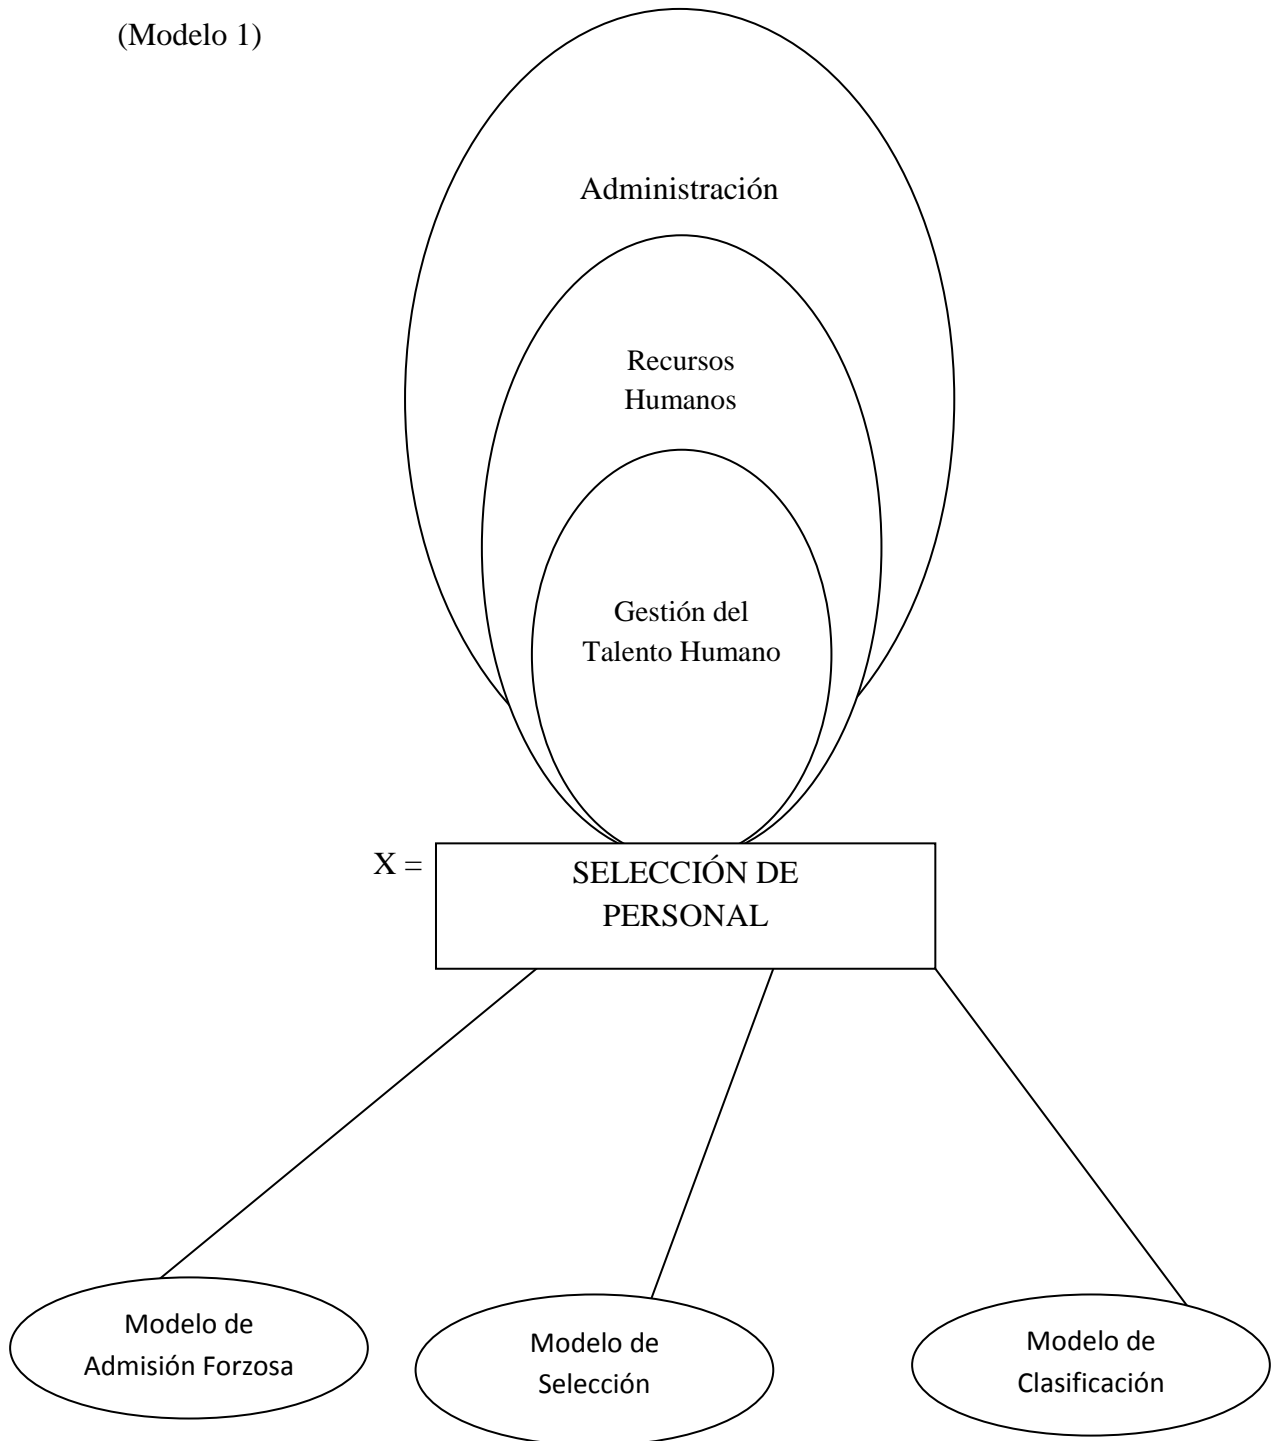 (Modelo 1)
Administración
Recursos
Humanos
Gestión del
Talento Humano
X =
SELECCIÓN DE
PERSONAL
Modelo de
Admisión Forzosa
Modelo de
Selección
Modelo de
Clasificación